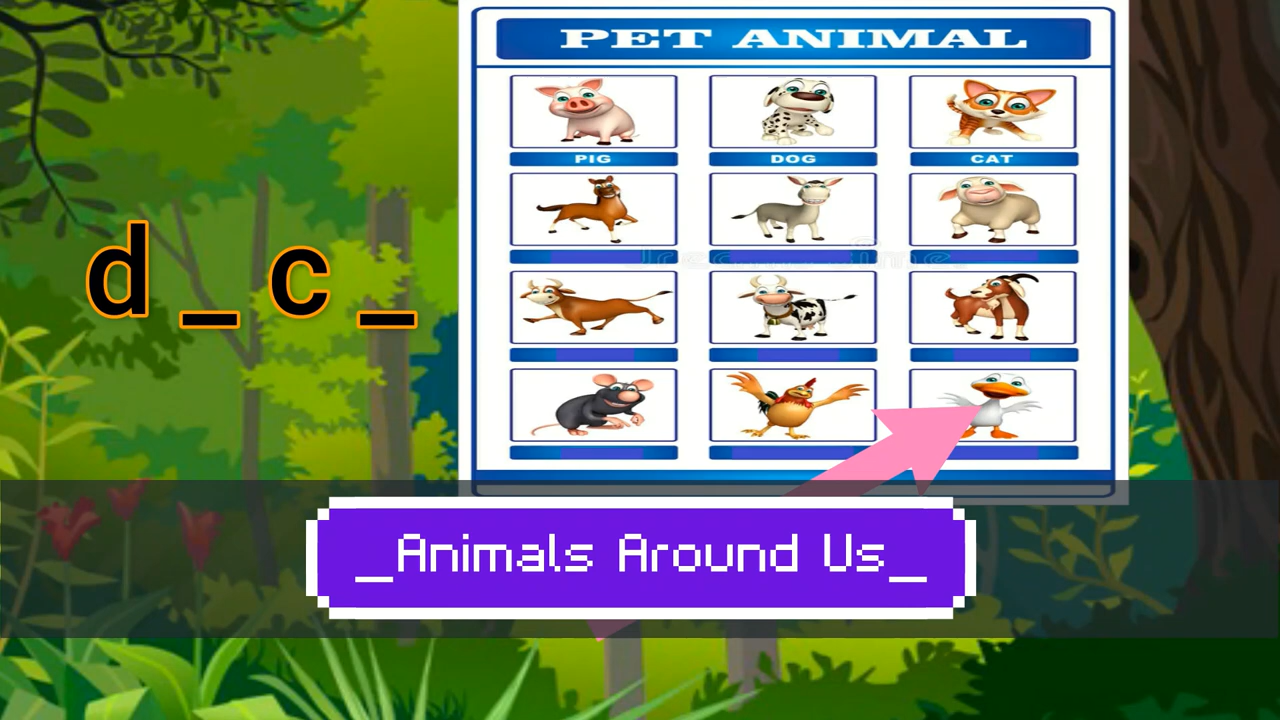 PET ANIMAL
PIG DOG CAT
d _ c _
_Animals Around Us_